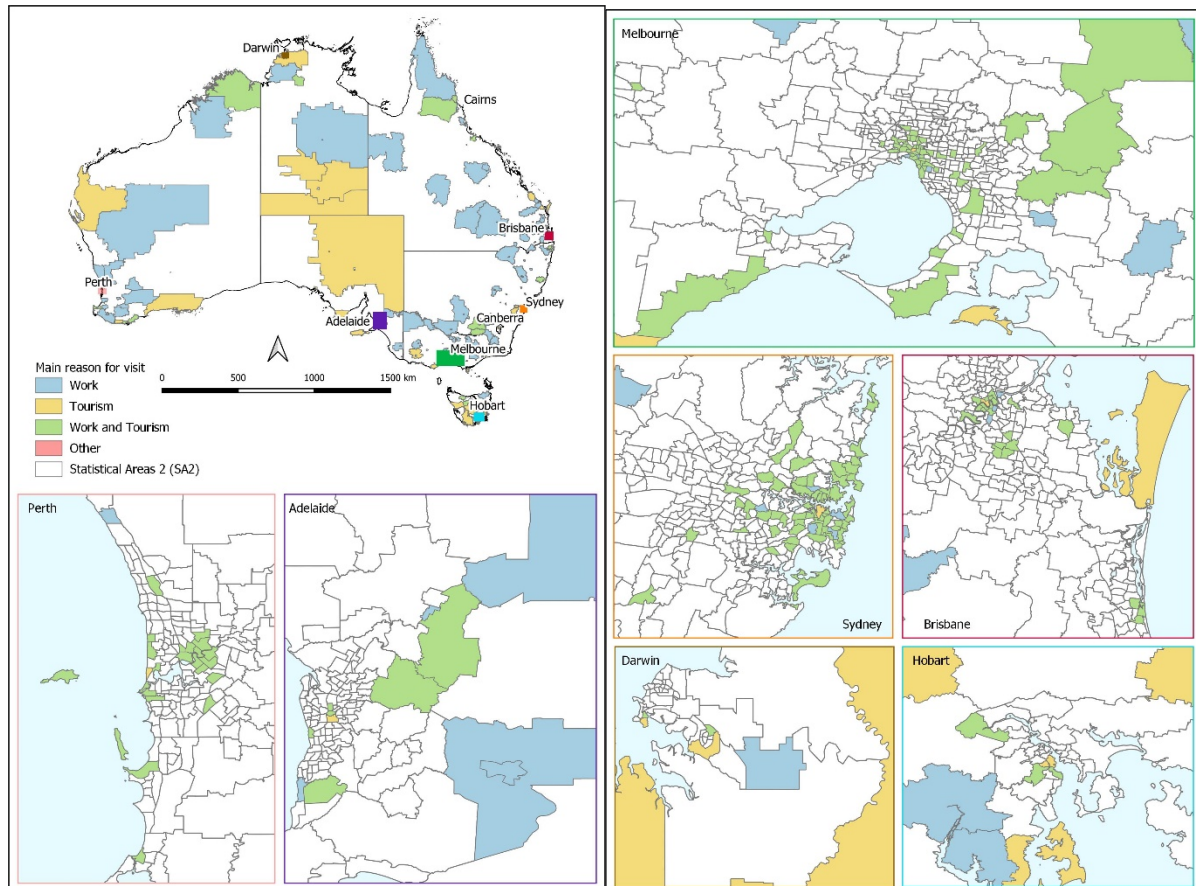 Darwin
Cairns
Brisbane
Perth
Sydney
Adelaide
Canberra
Melbourne
Hobart
Main reason for visit
Work
Tourism
Work and Tourism
Other
Statistical Areas 2 (SA2)
0 500 1000 1500 km
Melbourne
Sydney
Brisbane
Perth
Adelaide
Darwin
Hobart